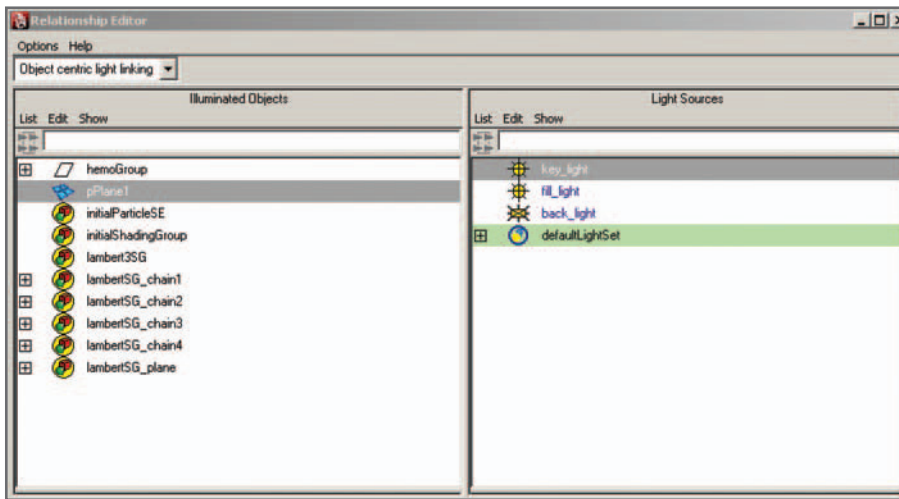 Relationship Editor
Options Help
Object centric light linking
Illuminated Objects
List Edit Show
hemoGroup
pPlane1
initialParticleSE
initialShadingGroup
lambert3SG
lambertSG_chain1
lambertSG_chain2
lambertSG_chain3
lambertSG_chain4
lambertSG_plane
Light Sources
List Edit Show
key_light
fill_light
back_light
defaultLightSet